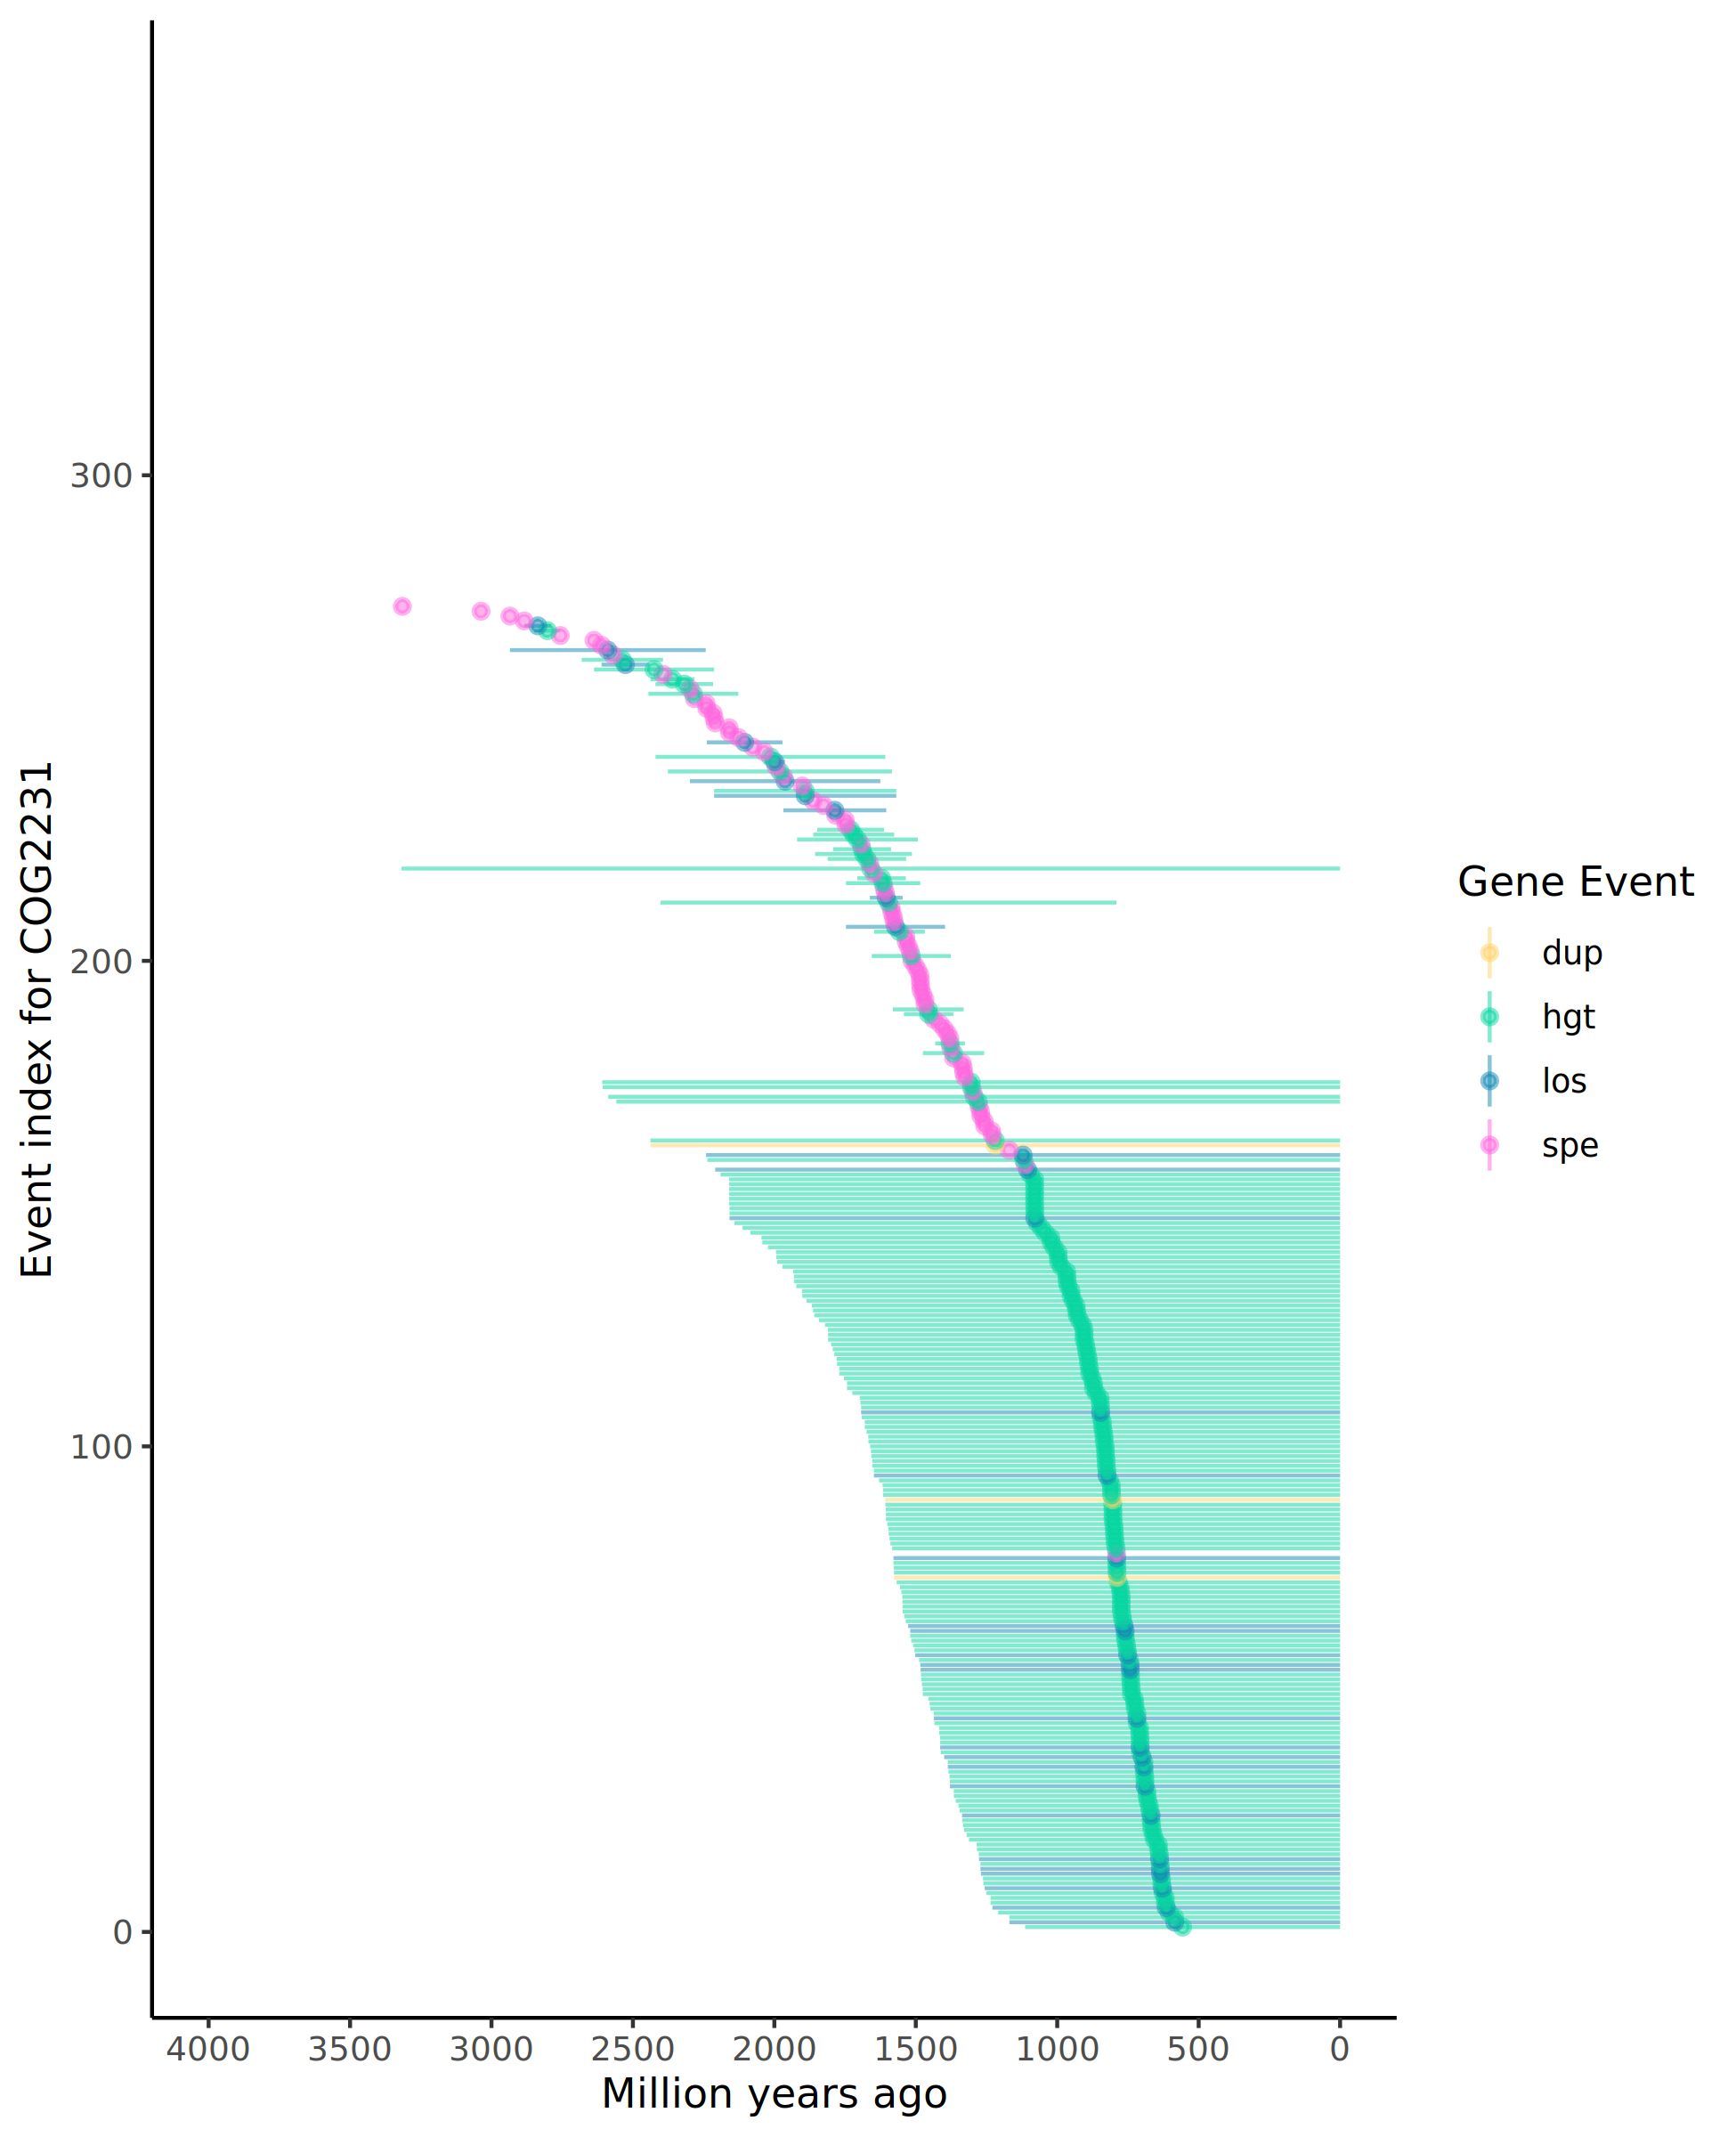 Event index for COG2231
300
200
100
0
4000 3500 3000 2500 2000 1500 1000 500 0
Million years ago
Gene Event
dup
hgt
los
spe